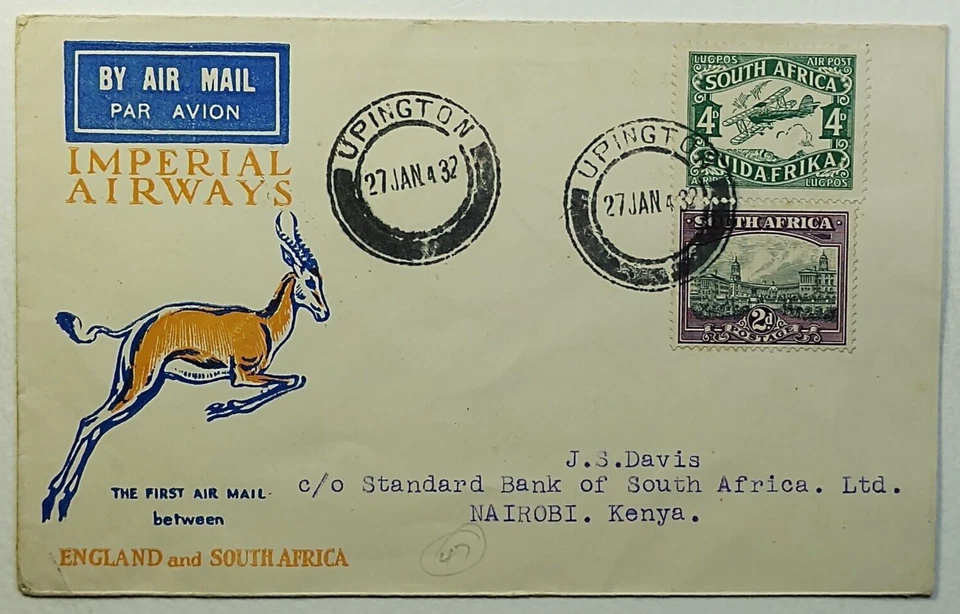 BY AIR MAIL
PAR AVION
IMPERIAL
AIRWAYS
UPINGTON
27 JAN 4 32
UPINGTO
27 JAN 4 32
LUGPOS AIR POST
SOUTH AFRICA
4D 4D
UIDAFRIKA
LUGPOS
SOUTH AFRICA
2d
POSTAGE
J.S.Davis
c/o Standard Bank of South Africa. Ltd.
NAIROBI. Kenya.
THE FIRST AIR MAIL-
between
ENGLAND and SOUTH AFRICA